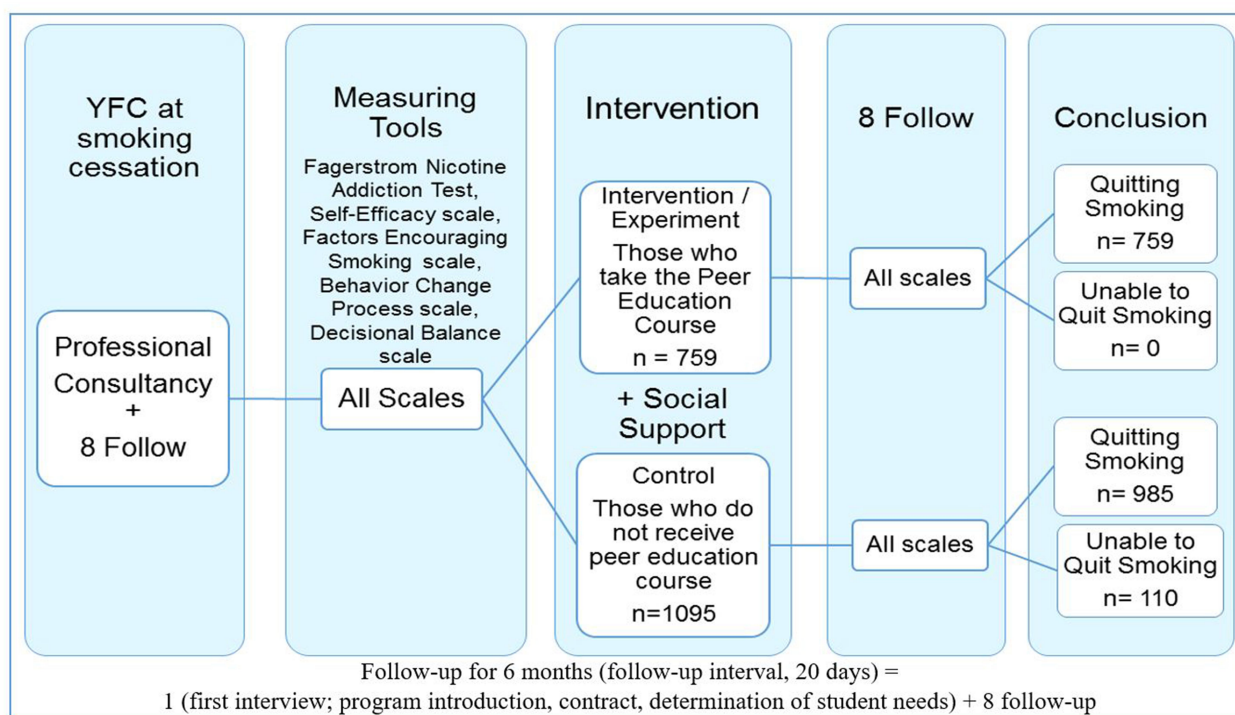 YFC at
smoking
cessation
Professional
Consultancy
+
8 Follow
Measuring
Tools
Fagerstrom Nicotine
Addiction Test,
Self-Efficacy scale,
Factors Encouraging
Smoking scale,
Behavior Change
Process scale,
Decisional Balance
scale
All Scales
Intervention
Intervention /
Experiment
Those who
take the Peer
Education
Course
n = 759
+ Social
Support
Control
Those who do
not receive
peer education
course
n=1095
8 Follow
All scales
All scales
Conclusion
Quitting
Smoking
n= 759
Unable to
Quit Smoking
n= 0
Quitting
Smoking
n= 985
Unable to
Quit Smoking
n= 110
Follow-up for 6 months (follow-up interval, 20 days) =
1 (first interview; program introduction, contract, determination of student needs) + 8 follow-up